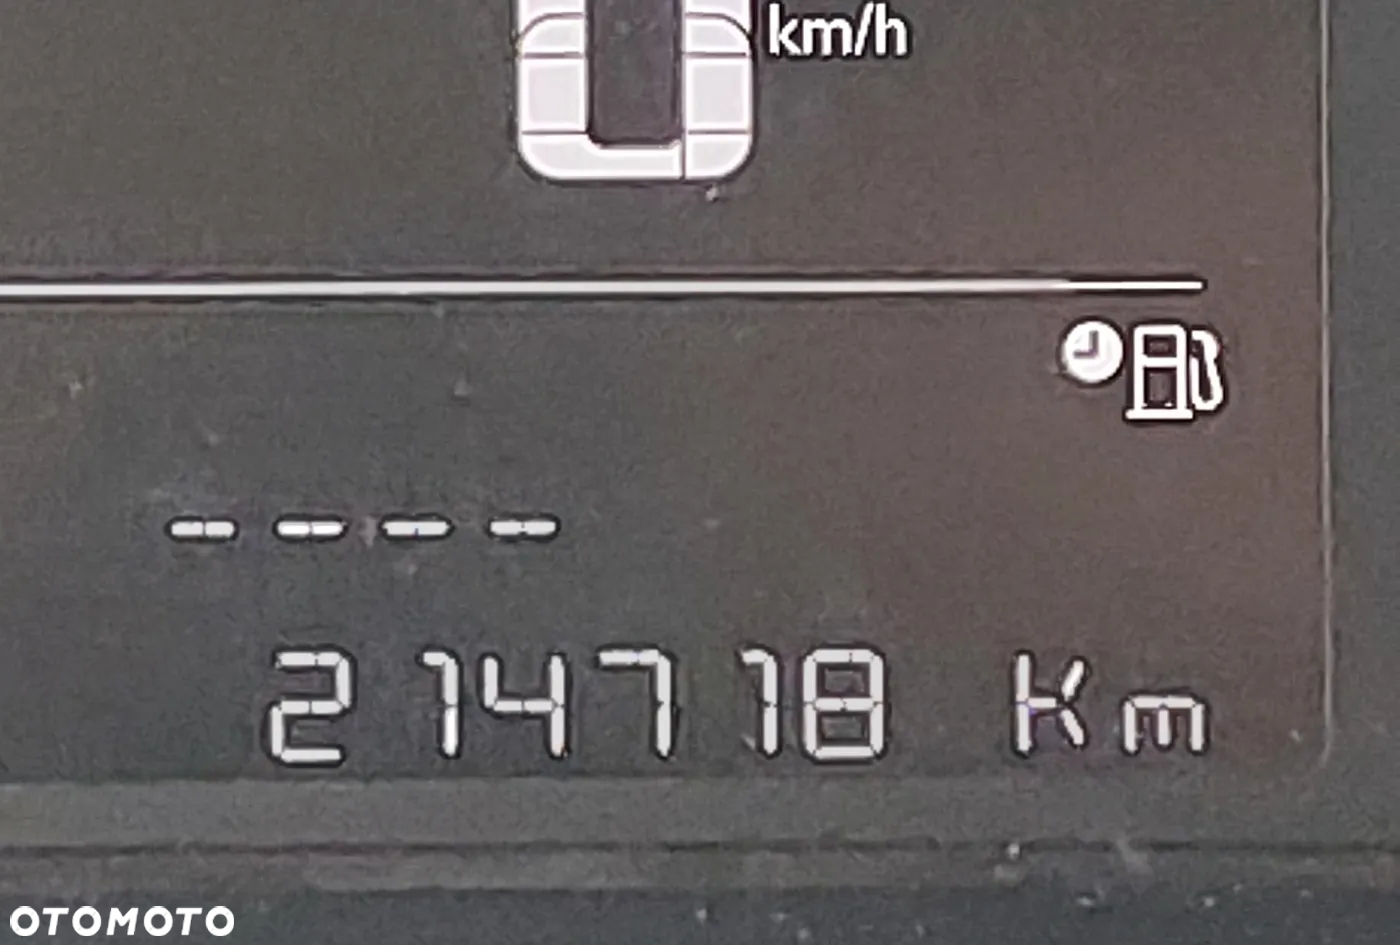 0 km/h
- - - -
214718 Km
OTOMOTO